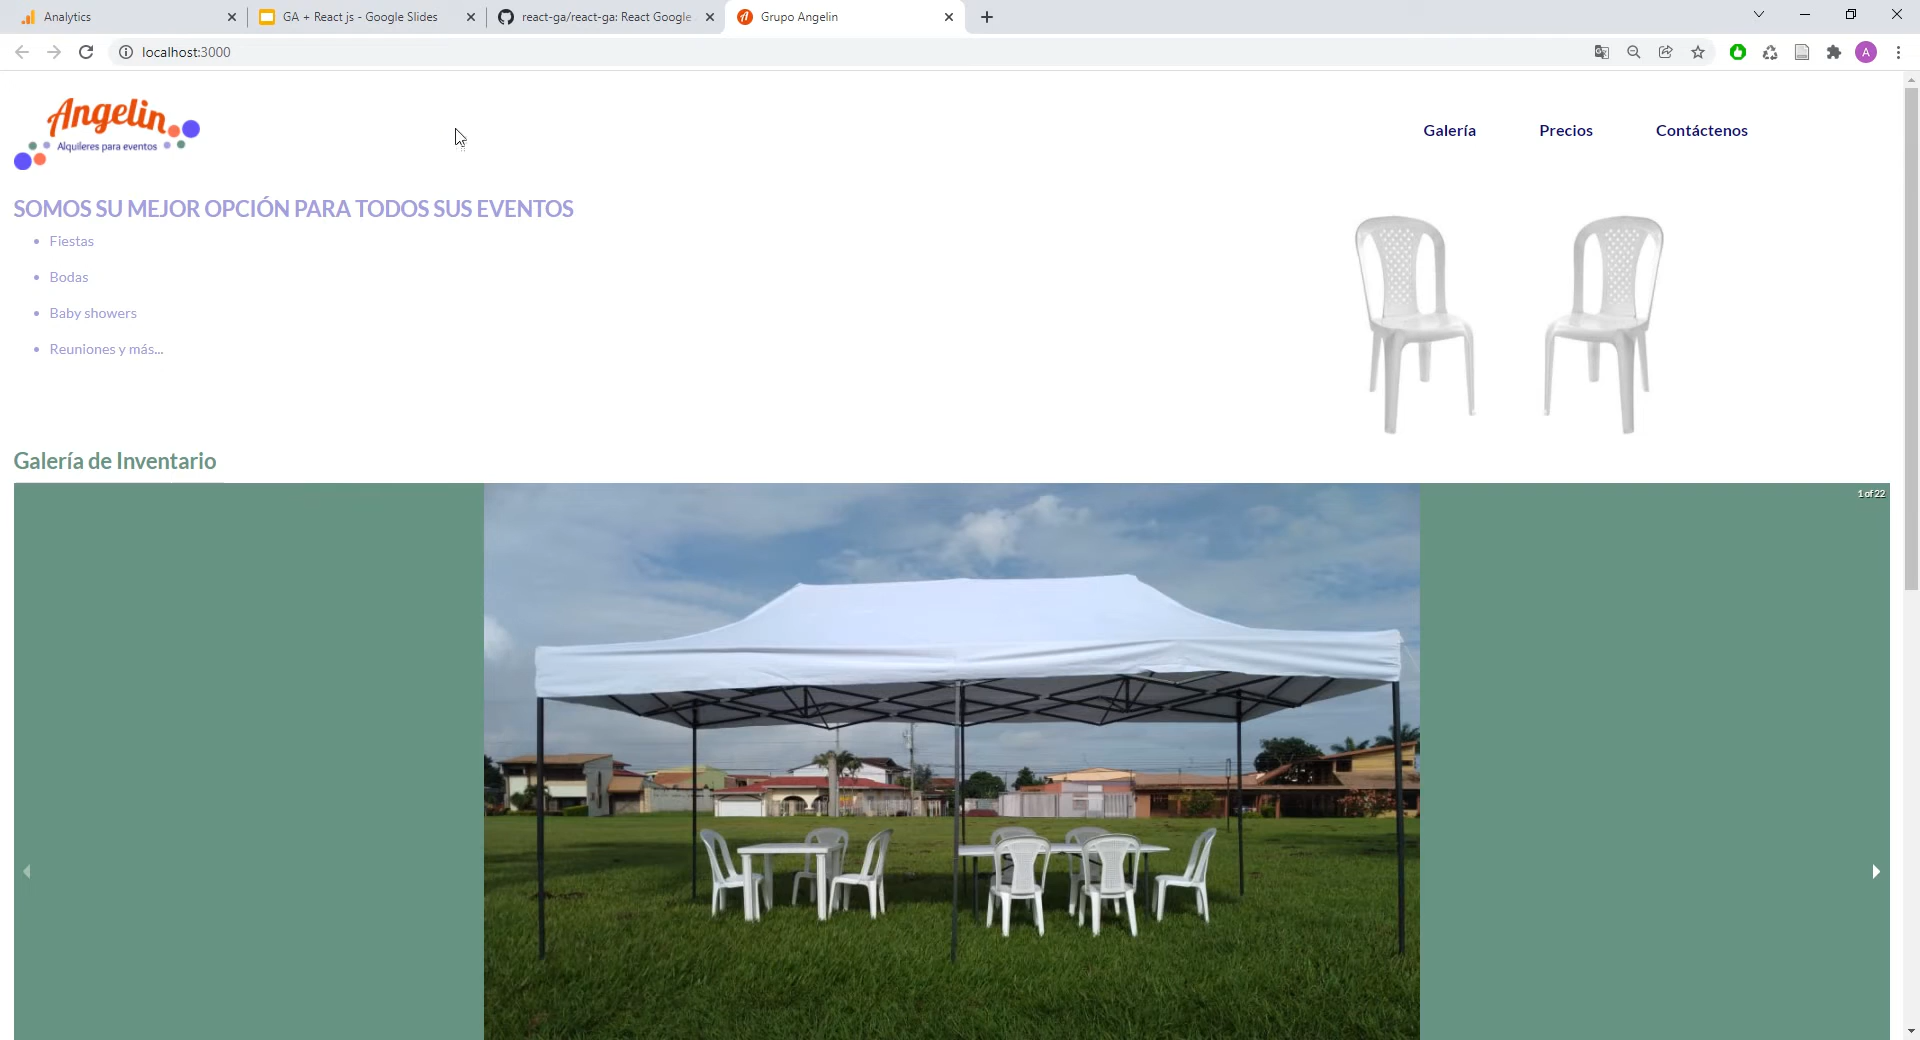 Analytics
GA + React js - Google Slides
react-ga/react-ga: React Google
Grupo Angelin
localhost:3000
A
Angelin
Alquileres para eventos
Galería
Precios
Contáctenos
SOMOS SU MEJOR OPCIÓN PARA TODOS SUS EVENTOS
Fiestas
Bodas
Baby showers
Reuniones y más...
Galería de Inventario
1 of 22